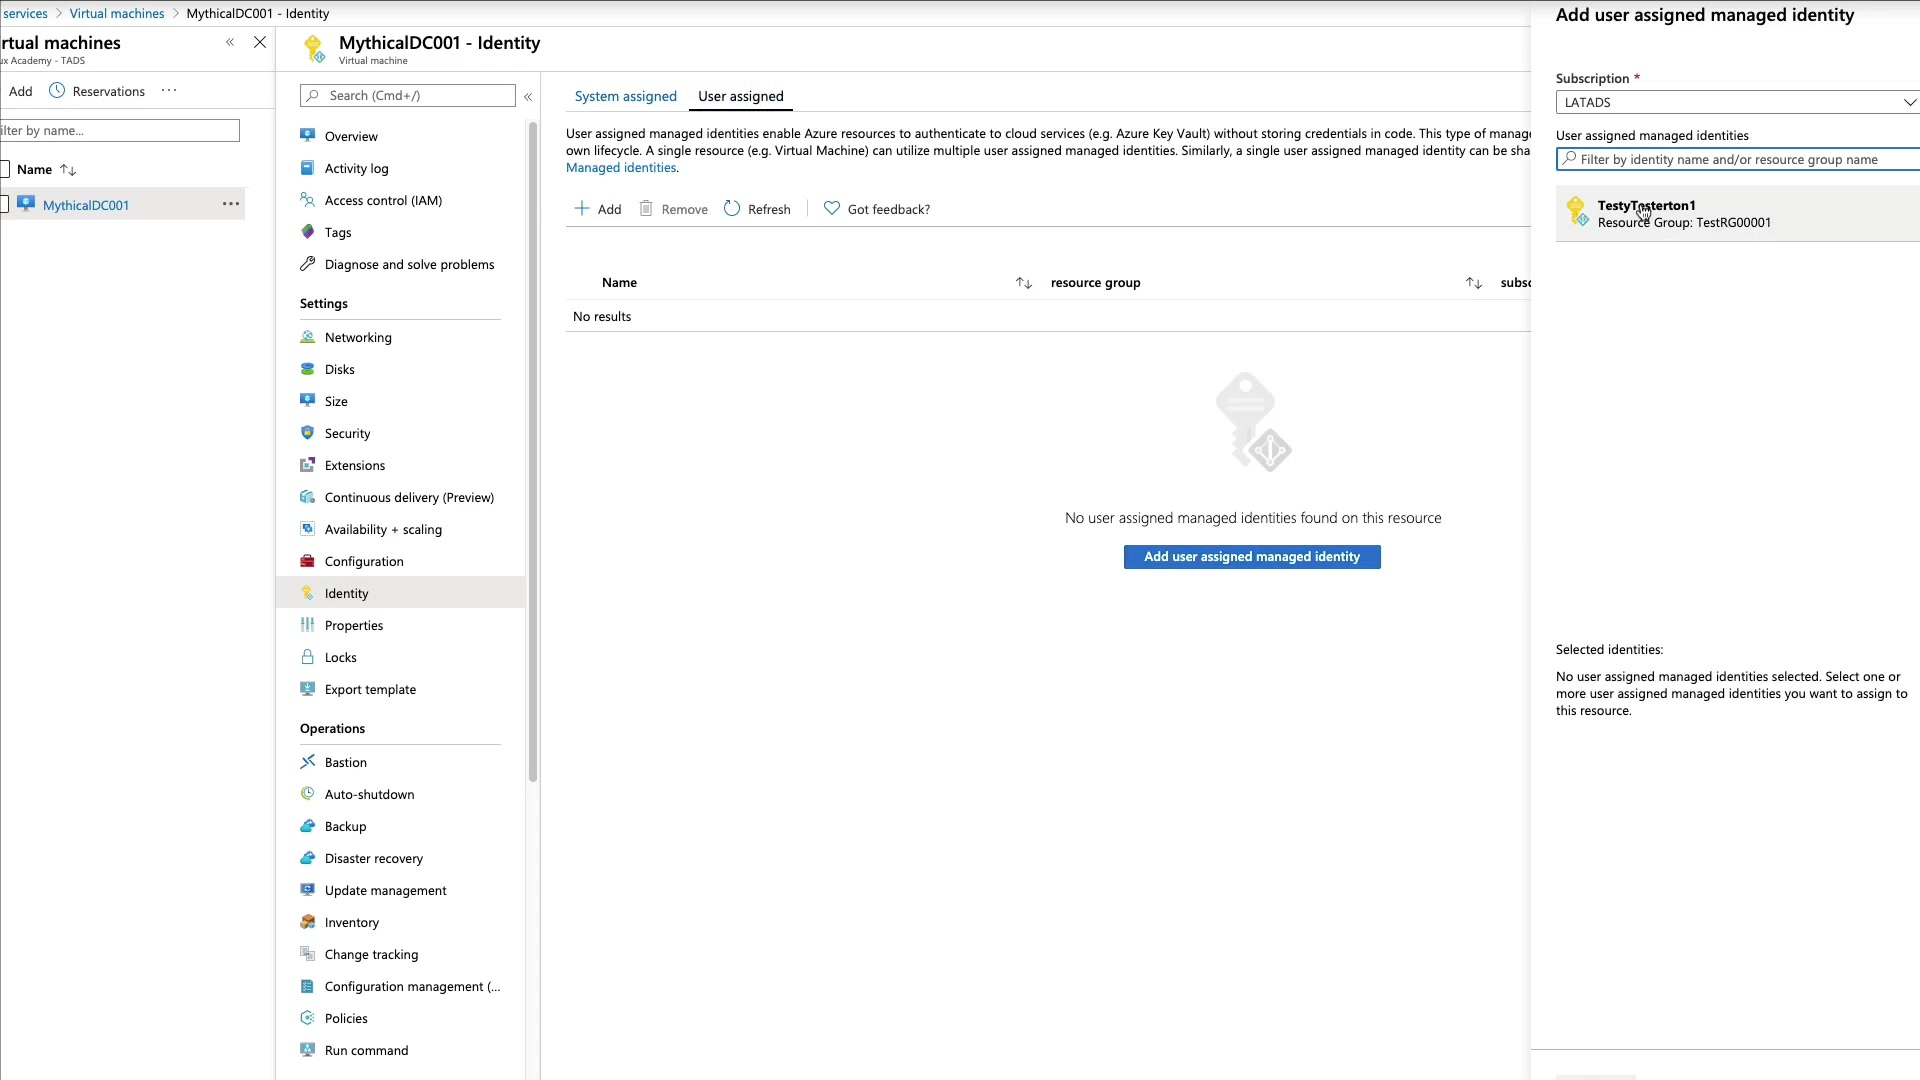 services > Virtual machines > MythicalDC001 - Identity
rtual machines
ux Academy - TADS
Add
Reservations
ilter by name...
Name
MythicalDC001
MythicalDC001 - Identity
Virtual machine
Search (Cmd+/)
Overview
Activity log
Access control (IAM)
Tags
Diagnose and solve problems
Settings
Networking
Disks
Size
Security
Extensions
Continuous delivery (Preview)
Availability + scaling
Configuration
Identity
Properties
Locks
Export template
Operations
Bastion
Auto-shutdown
Backup
Disaster recovery
Update management
Inventory
Change tracking
Configuration management (...
Policies
Run command
System assigned
User assigned
User assigned managed identities enable Azure resources to authenticate to cloud services (e.g. Azure Key Vault) without storing credentials in code. This type of manage
own lifecycle. A single resource (e.g. Virtual Machine) can utilize multiple user assigned managed identities. Similarly, a single user assigned managed identity can be sha
Managed identities.
Add
Remove
Refresh
Got feedback?
Name
resource group
subsc
No results
No user assigned managed identities found on this resource
Add user assigned managed identity
Add user assigned managed identity
Subscription *
LATADS
User assigned managed identities
Filter by identity name and/or resource group name
TestyTesterton1
Resource Group: TestRG00001
Selected identities:
No user assigned managed identities selected. Select one or
more user assigned managed identities you want to assign to
this resource.